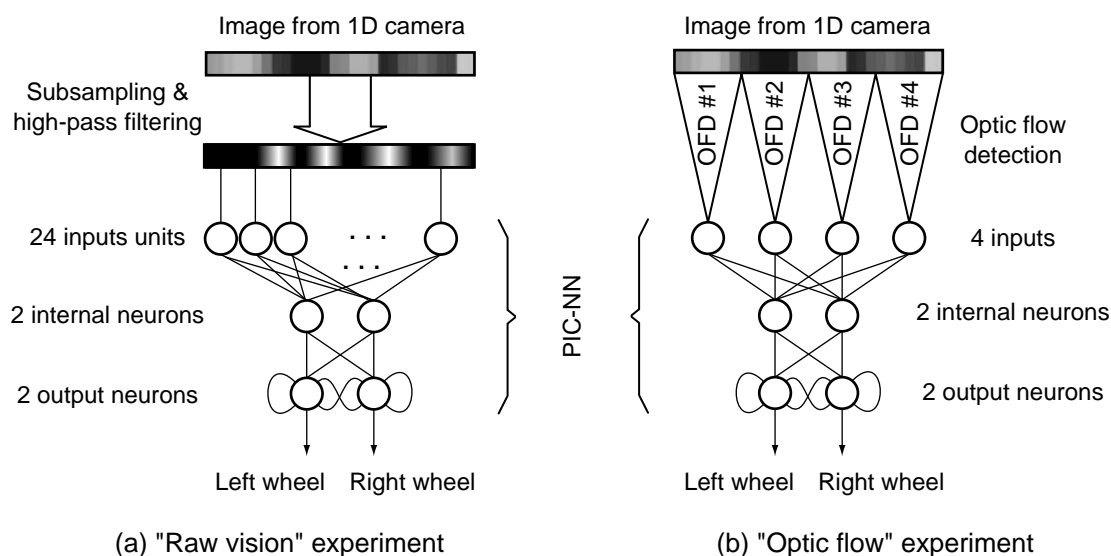 Image from 1D camera
Subsampling &
high-pass filtering
24 inputs units
. . .
. . .
2 internal neurons
2 output neurons
Left wheel
Right wheel
(a) "Raw vision" experiment
PIC-NN
Image from 1D camera
OFD #1
OFD #2
OFD #3
OFD #4
Optic flow
detection
4 inputs
2 internal neurons
2 output neurons
Left wheel
Right wheel
(b) "Optic flow" experiment